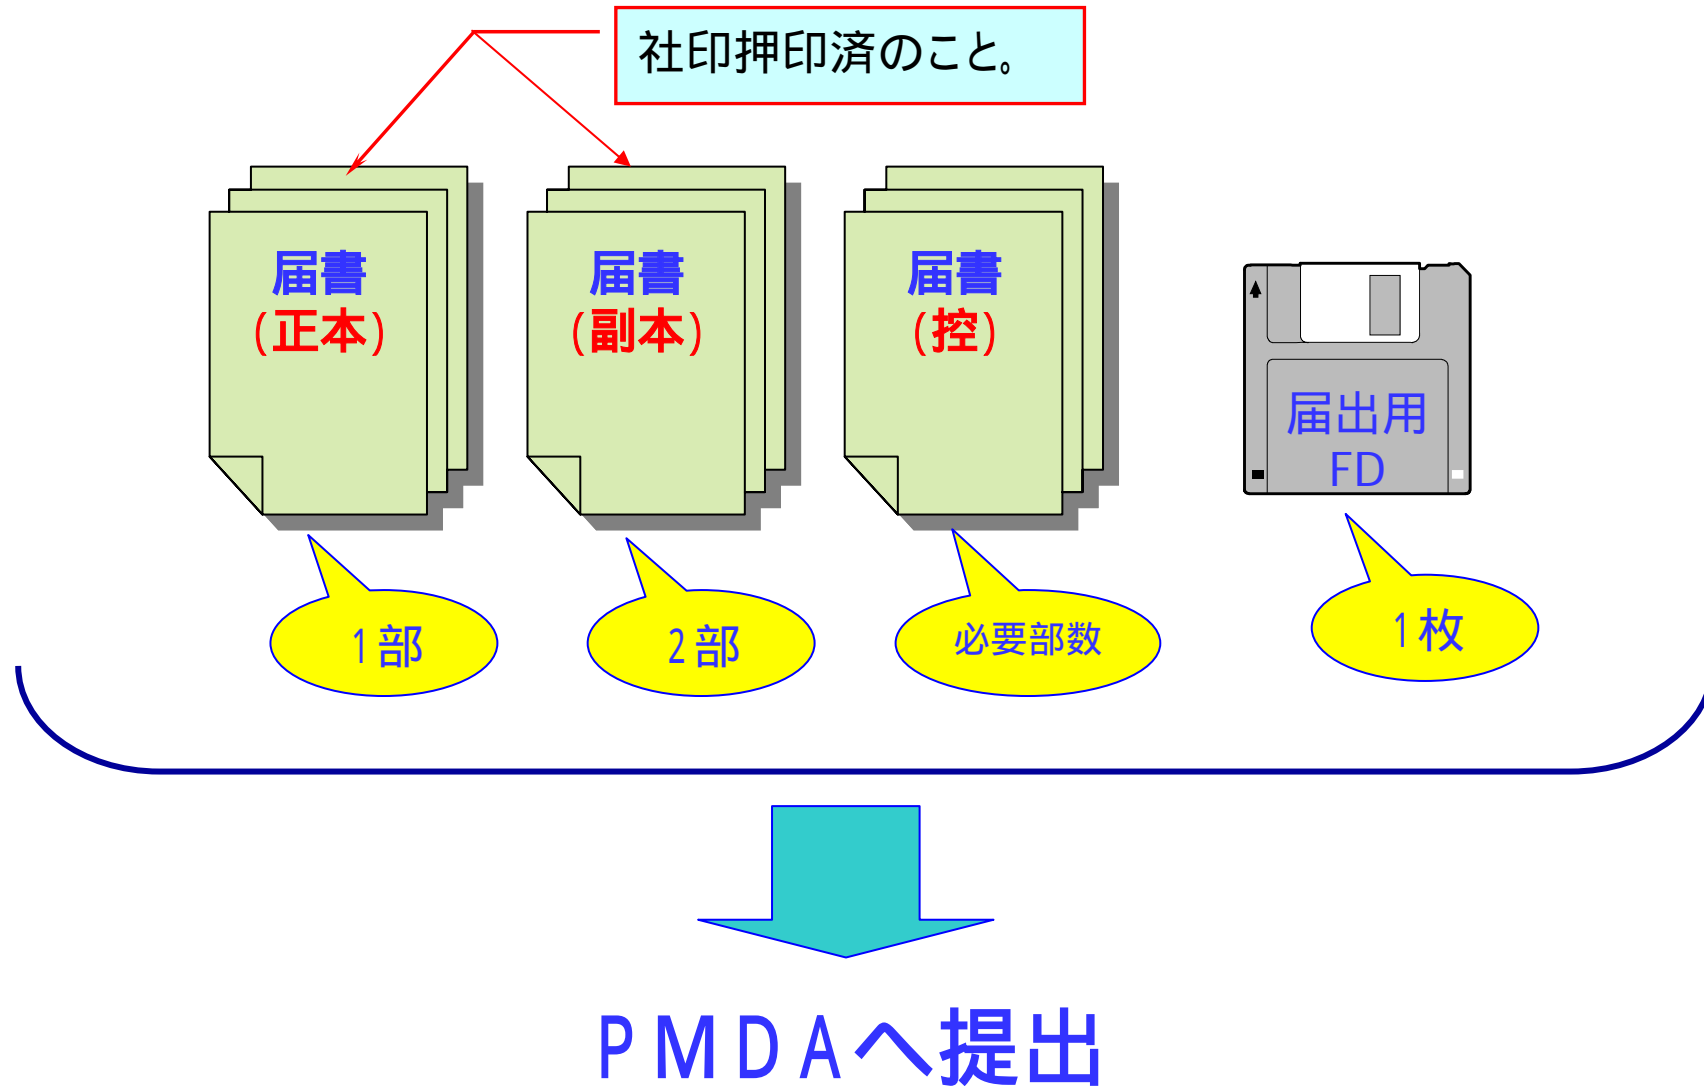 社印押印済のこと。
届書
(正本)
届書
(副本)
届書
(控)
届出用
FD
1部
2部
必要部数
1枚
PMDAへ提出